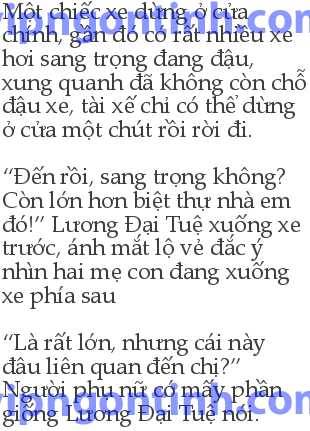 Một chiếc xe dừng ở cửa
chính, gần đó có rất nhiều xe
hơi sang trọng đang đậu,
xung quanh đã không còn chỗ
đậu xe, tài xế chỉ có thể dừng
ở cửa một chút rồi rời đi.
“Đến rồi, sang trọng không?
Còn lớn hơn biệt thự nhà em
đó!” Lương Đại Tuệ xuống xe
trước, ánh mắt lộ vẻ đắc ý
nhìn hai mẹ con đang xuống
xe phía sau
“Là rất lớn, nhưng cái này
đâu liên quan đến chị?”
Người phụ nữ có mấy phần
giống Lương Đại Tuệ nói.
vipngontinh.com
vipngontinh.com